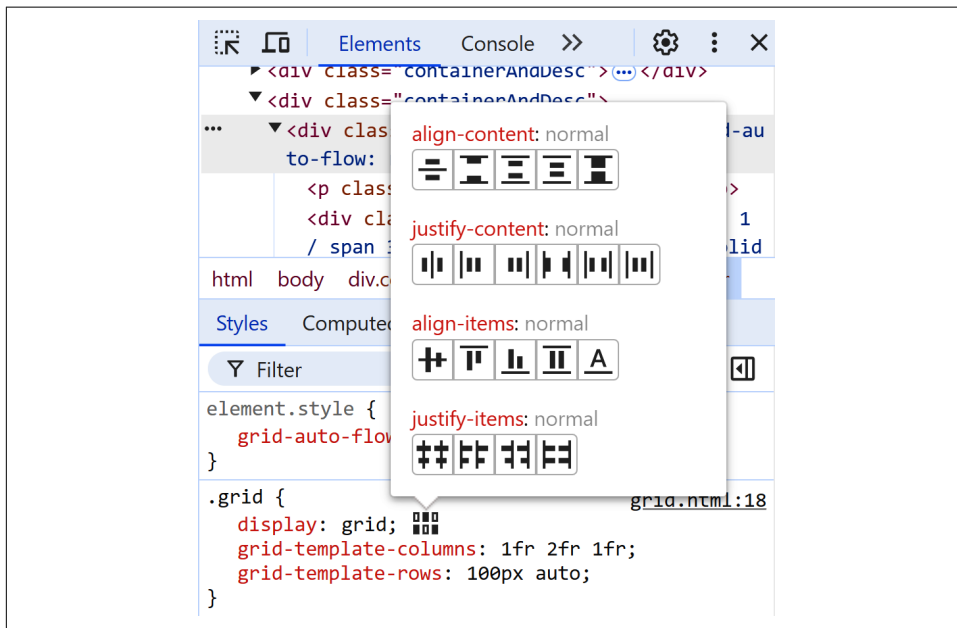 Elements Console
<div class="containerAndDesc"> … </div>
<div class="containerAndDesc">
… <div clas d-au
to-flow:
<p class >
<div cla 1
/ span lid
html body div.c
Styles Computed
Filter
element.style {
grid-auto-flow
}
align-content: normal
justify-content: normal
align-items: normal
A
justify-items: normal
.grid { grid.html:18
display: grid;
grid-template-columns: 1fr 2fr 1fr;
grid-template-rows: 100px auto;
}